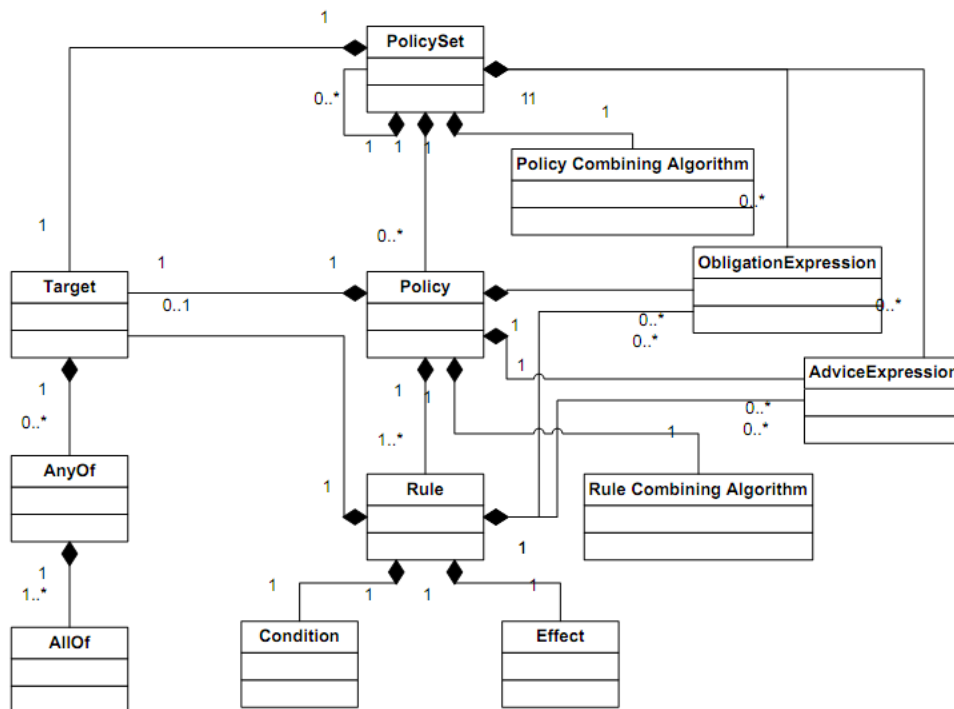 1
PolicySet
0..*
11
1
1
1
1
Policy Combining Algorithm
0..*
1
0..*
1
1
Target
0..1
Policy
ObligationExpression
0..*
1
0..*
0..*
1
AdviceExpression
1
1
1
0..*
0..*
0..*
1..*
1
AnyOf
1
Rule
Rule Combining Algorithm
1
1
1..*
1
1
1
1
AllOf
Condition
Effect